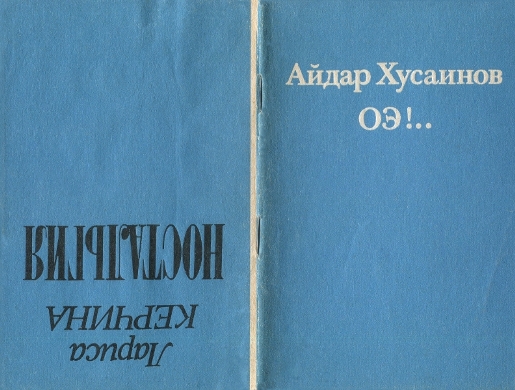 Айдар Хусаинов
ОЭ!..
Лариса
КЕРЧИНА
НОСТАЛЬГИЯ